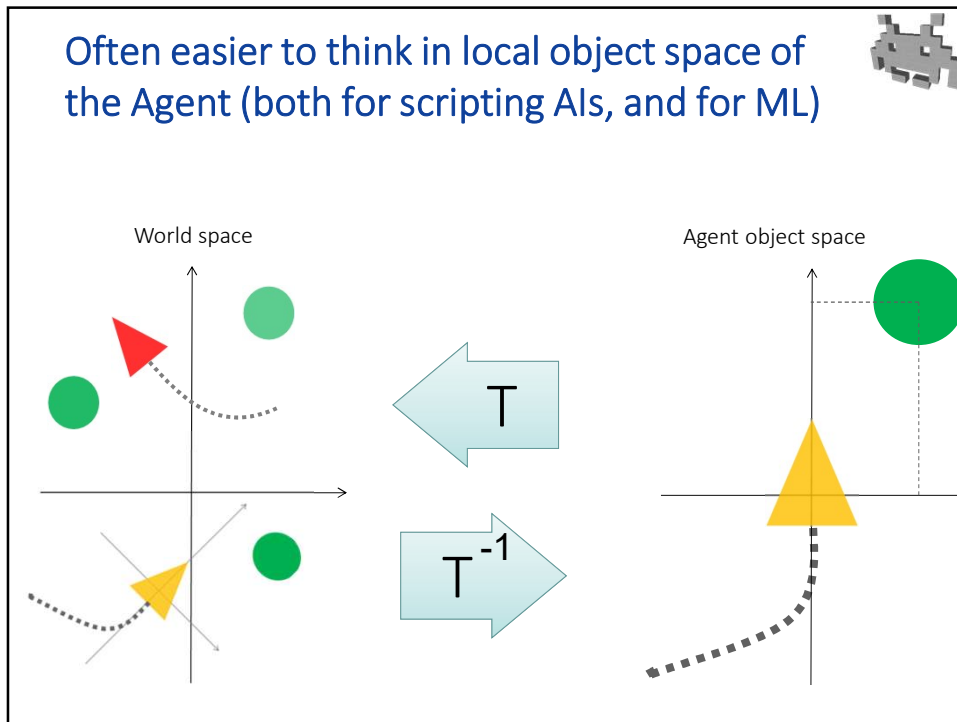 Often easier to think in local object space of
the Agent (both for scripting AIs, and for ML)
World space
Agent object space
T
T-1